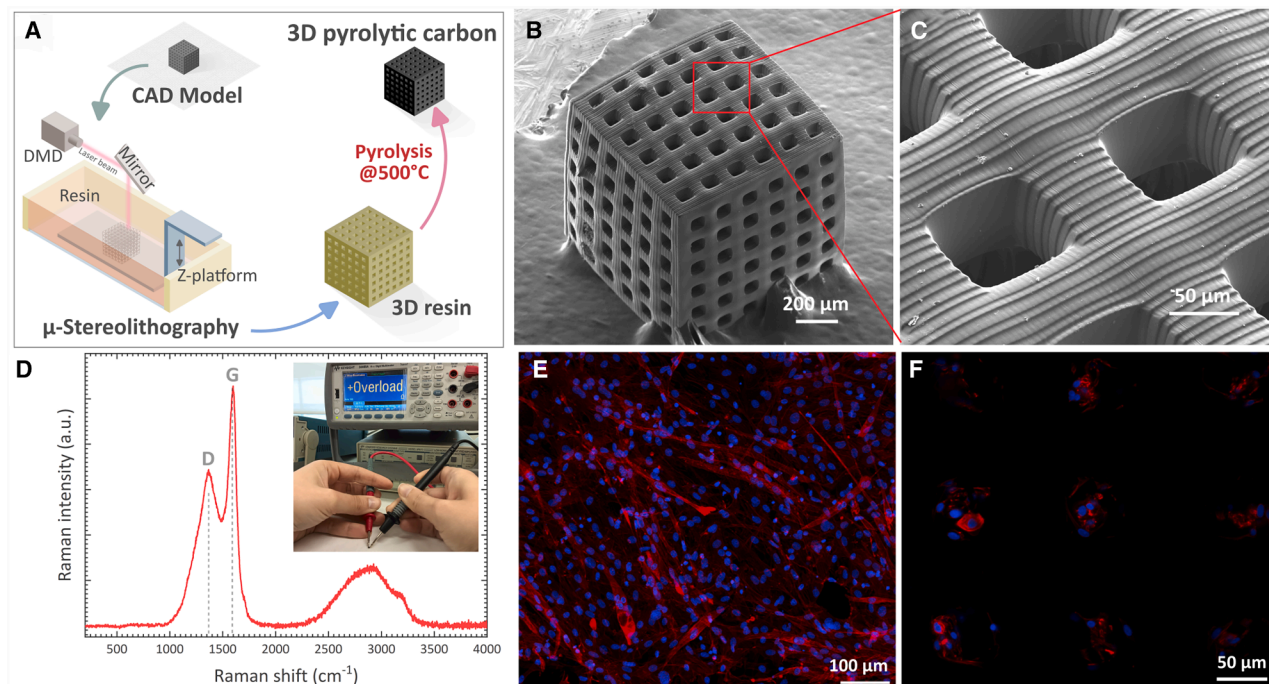 A
3D pyrolytic carbon
CAD Model
DMD
Laser beam
Mirror
Pyrolysis
@500°C
Resin
Z-platform
3D resin
μ-Stereolithography
B
200 μm
C
50 μm
D
Raman intensity (a.u.)
D
G
+Overload
500
1000
1500
2000
2500
3000
3500
4000
Raman shift (cm⁻¹)
E
100 μm
F
50 μm